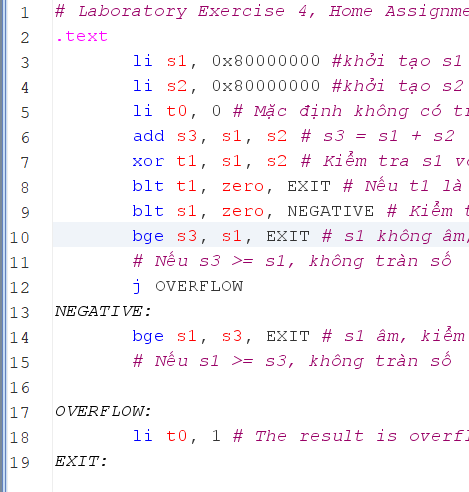 1 # Laboratory Exercise 4, Home Assignme
2 .text
3 li s1, 0x80000000 #khởi tạo s1
4 li s2, 0x80000000 #khởi tạo s2
5 li t0, 0 # Mặc định không có
6 add s3, s1, s2 # s3 = s1 + s2
7 xor t1, s1, s2 # Kiểm tra s1
8 blt t1, zero, EXIT # Nếu t1 là
9 blt s1, zero, NEGATIVE # Kiểm
10 bge s3, s1, EXIT # s1 không âm,
11 # Nếu s3 >= s1, không tràn số
12 j OVERFLOW
13 NEGATIVE:
14 bge s1, s3, EXIT # s1 âm, kiểm
15 # Nếu s1 >= s3, không tràn số
16
17 OVERFLOW:
18 li t0, 1 # The result is
19 EXIT: